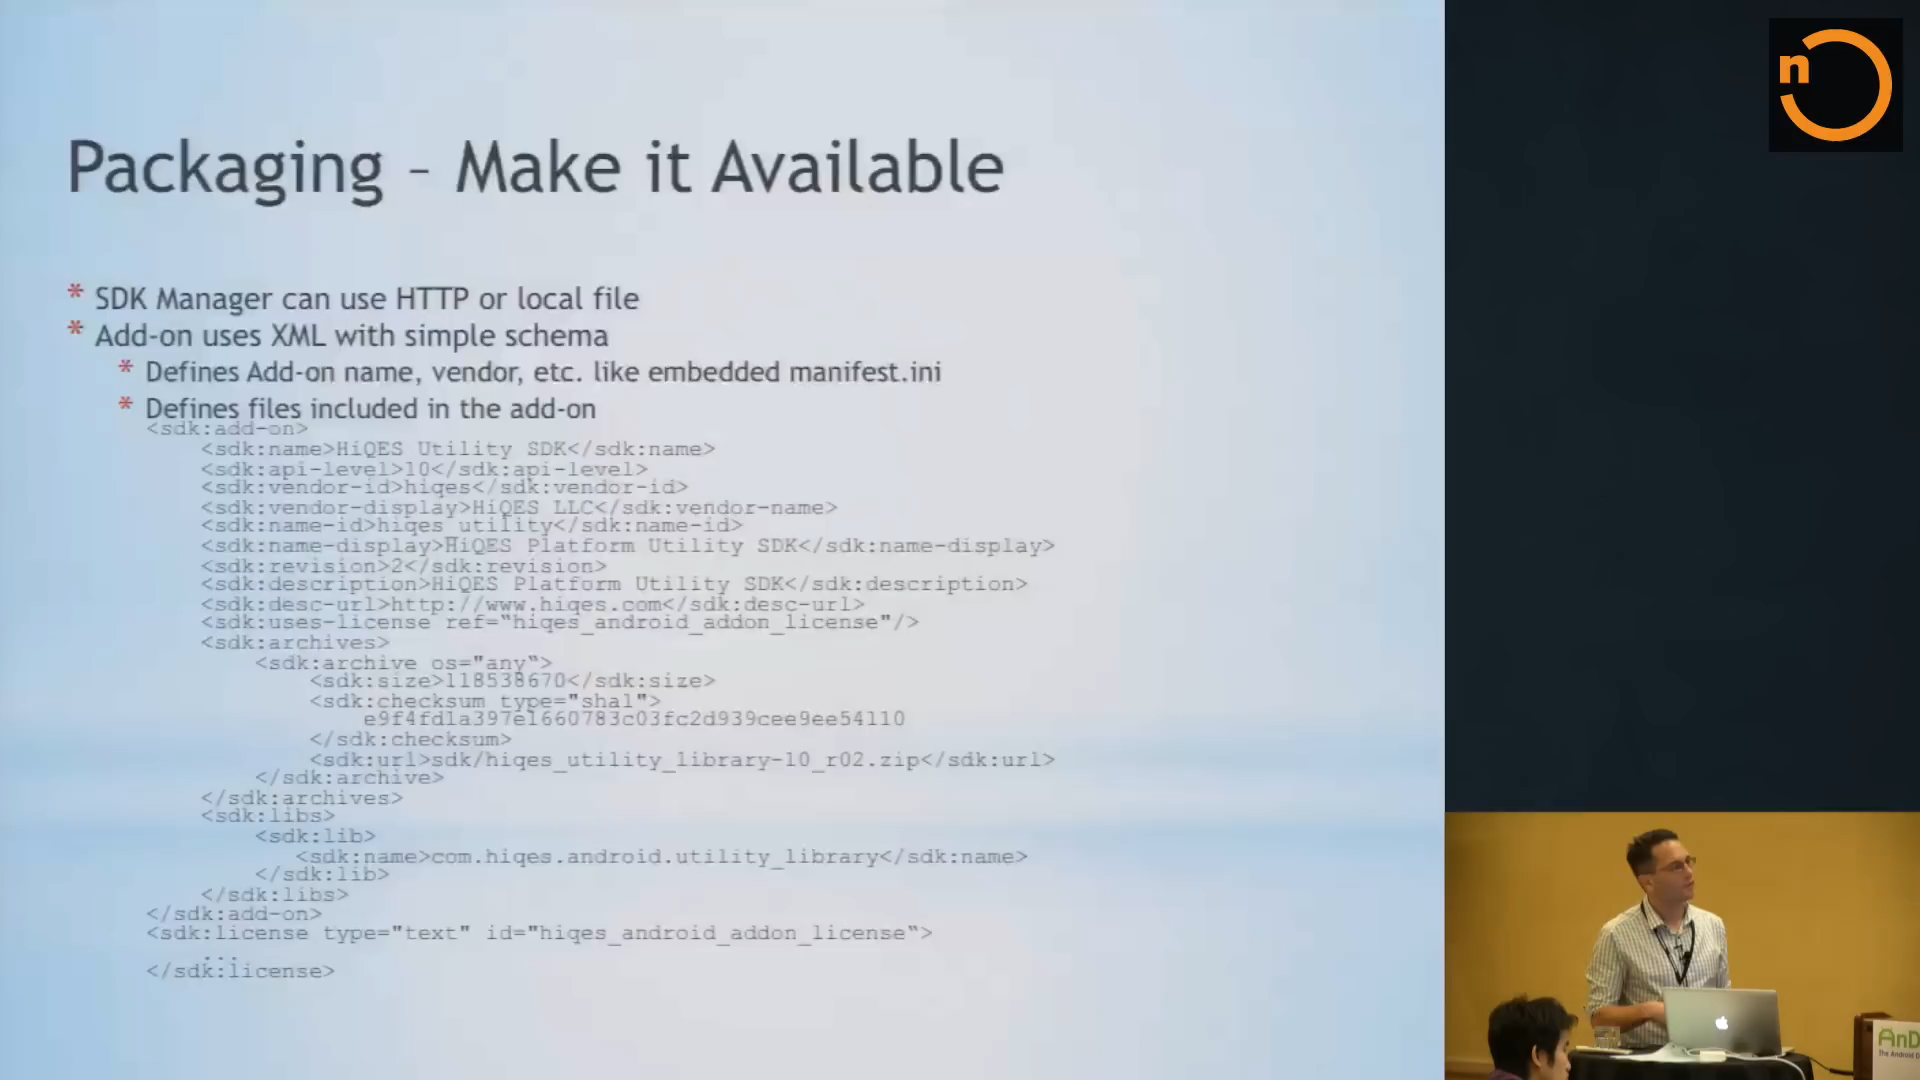 Packaging – Make it Available
* SDK Manager can use HTTP or local file
* Add-on uses XML with simple schema
* Defines Add-on name, vendor, etc. like embedded manifest.ini
* Defines files included in the add-on
<sdk:add-on>
<sdk:name>HiQES Utility SDK</sdk:name>
<sdk:api-level>10</sdk:api-level>
<sdk:vendor-id>hiqes</sdk:vendor-id>
<sdk:vendor-display>HiQES LLC</sdk:vendor-name>
<sdk:name-id>hiqes_utility</sdk:name-id>
<sdk:name-display>HiQES Platform Utility SDK</sdk:name-display>
<sdk:revision>2</sdk:revision>
<sdk:description>HiQES Platform Utility SDK</sdk:description>
<sdk:desc-url>http://www.hiqes.com</sdk:desc-url>
<sdk:uses-license ref="hiqes_android_addon_license"/>
<sdk:archives>
<sdk:archive os="any">
<sdk:size>118538670</sdk:size>
<sdk:checksum type="sha1">
e9f4fd1a397e1660783c03fc2d939cee9ee54110
</sdk:checksum>
<sdk:url>sdk/hiqes_utility_library-10_r02.zip</sdk:url>
</sdk:archive>
</sdk:archives>
<sdk:libs>
<sdk:lib>
<sdk:name>com.hiqes.android.utility_library</sdk:name>
</sdk:lib>
</sdk:libs>
</sdk:add-on>
<sdk:license type="text" id="hiqes_android_addon_license">
...
</sdk:license>
n
AnD
The Android D